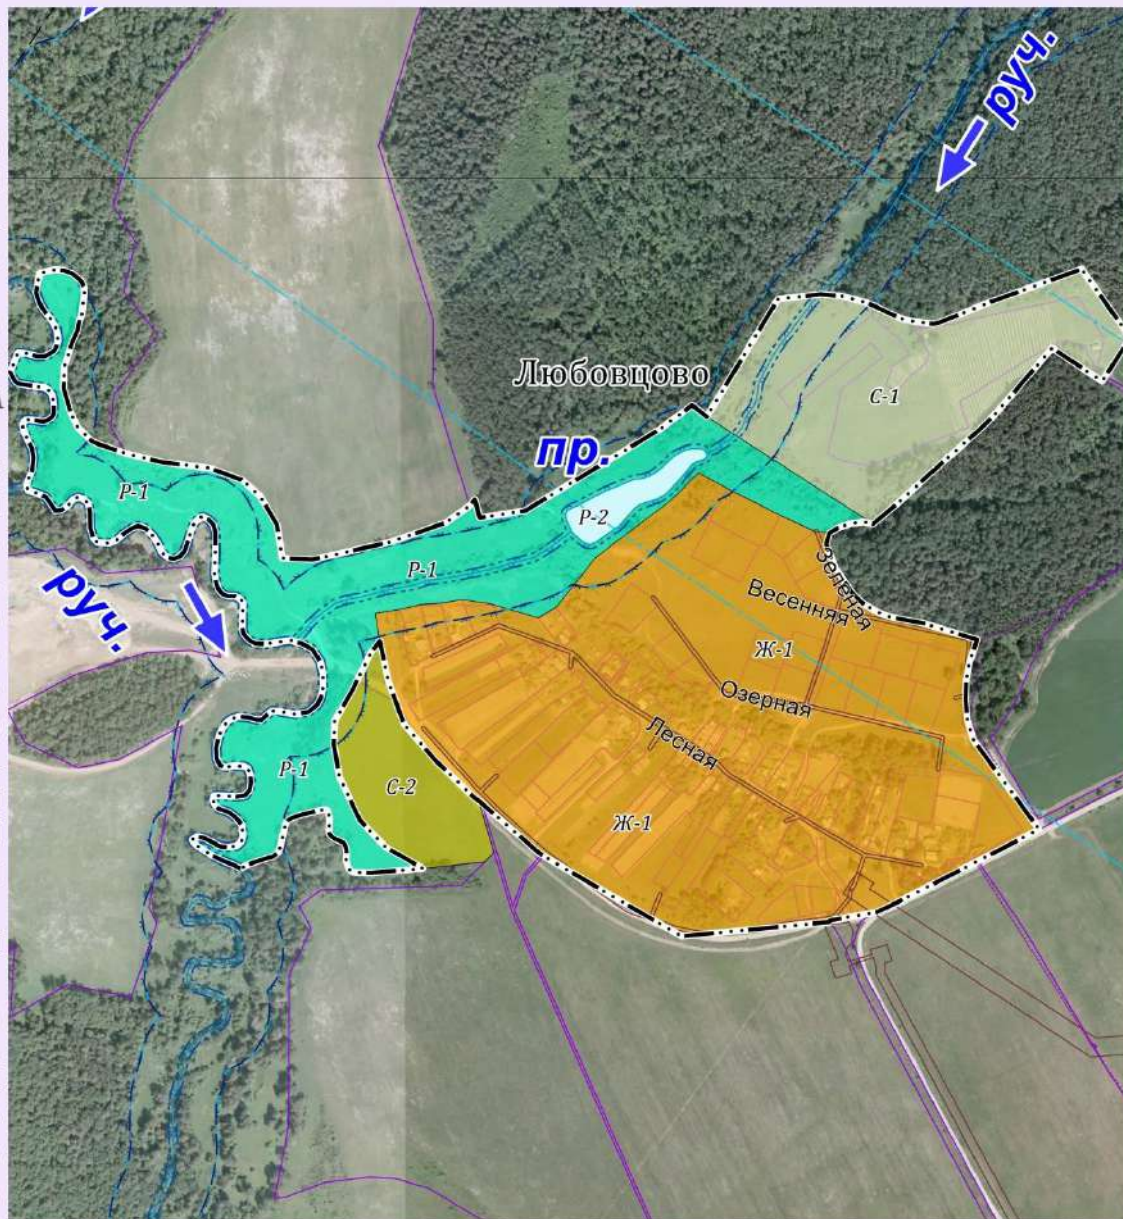 руч.
Любовцово
С-1
пр.
Р-1
Р-2
Р-1
Зеленая
Весенняя
руч.
Ж-1
Озерная
Лесная
Р-1
С-2
Ж-1